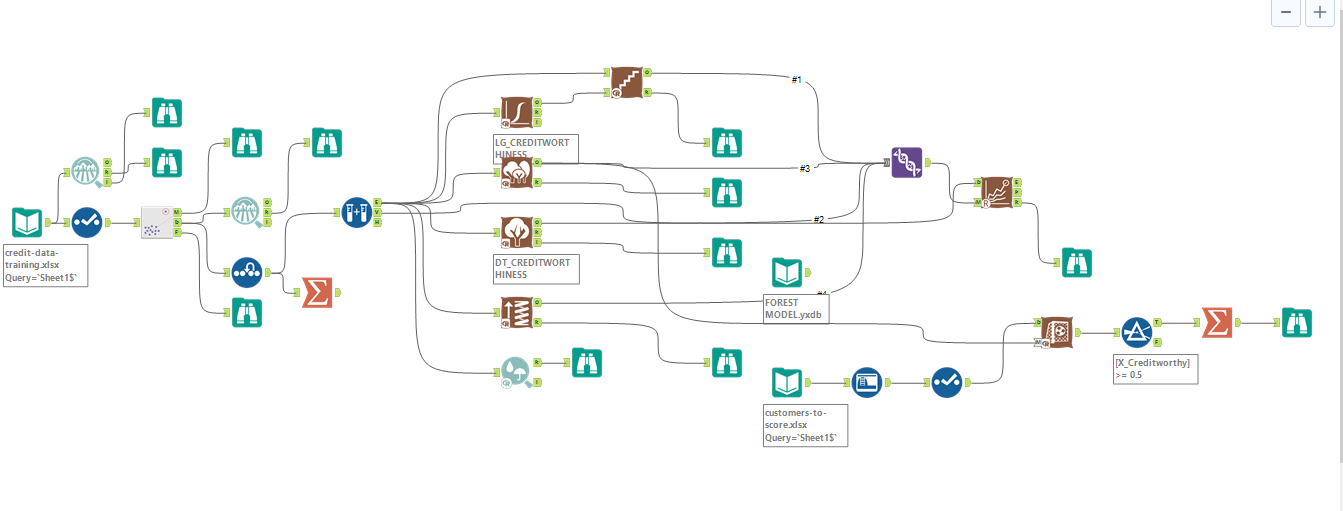 − +
#1
LG_CREDITWORT
HINESS
#3
credit-data-
training.xlsx
Query=`Sheet1$`
#2
DT_CREDITWORT
HINESS
FOREST
MODEL.yxdb
[X_Creditworthy]
>= 0.5
customers-to-
score.xlsx
Query=`Sheet1$`